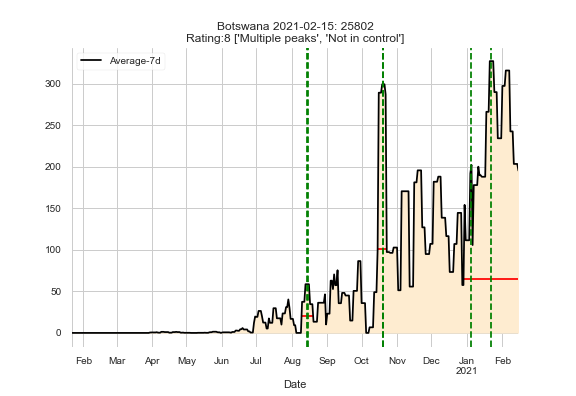 Botswana 2021-02-15: 25802
Rating:8 ['Multiple peaks', 'Not in control']
Average-7d
300
250
200
150
100
50
0
Feb Mar Apr May Jun Jul Aug Sep Oct Nov Dec Jan Feb
2021
Date